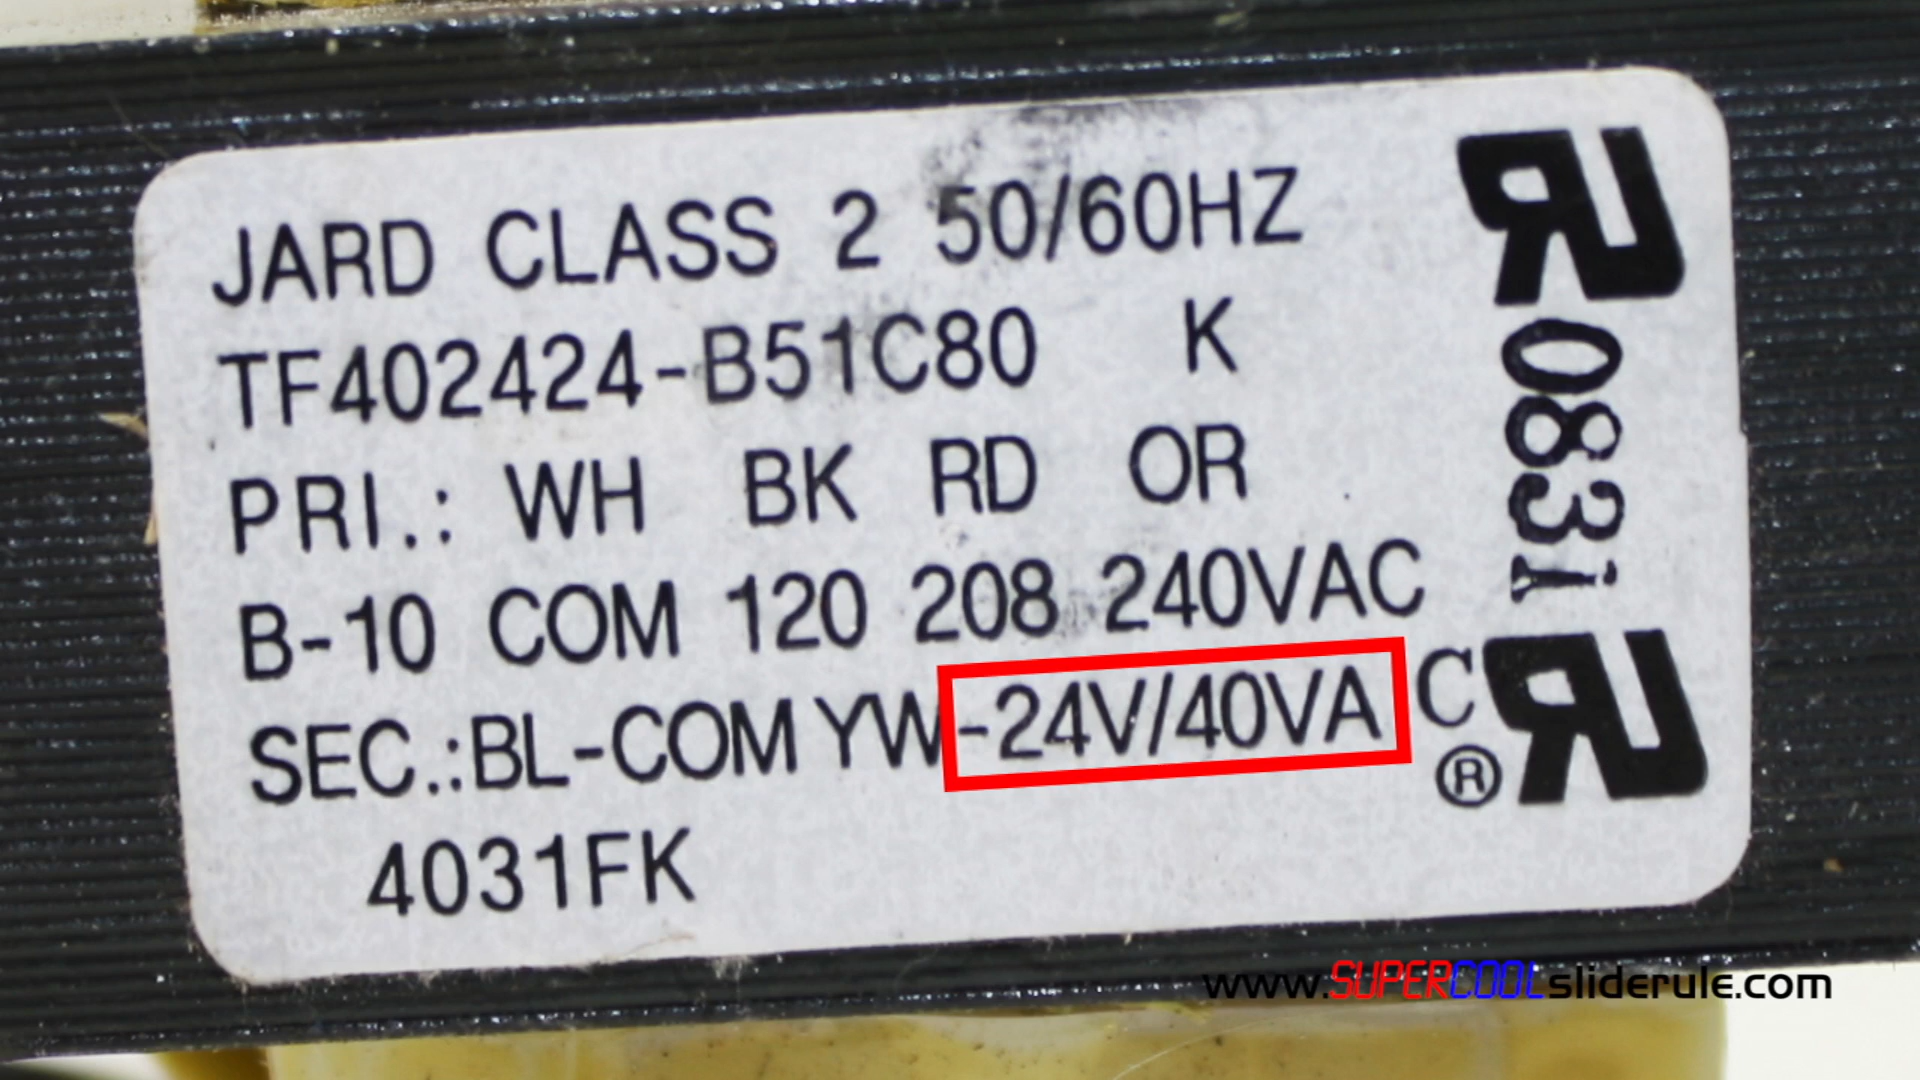 JARD CLASS 2 50/60HZ
TF402424-B51C80 K
PRI.: WH BK RD OR
B-10 COM 120 208 240VAC
SEC.:BL-COM YW-24V/40VA
4031FK
0831
C
®
www.SUPERCOOLsliderule.com